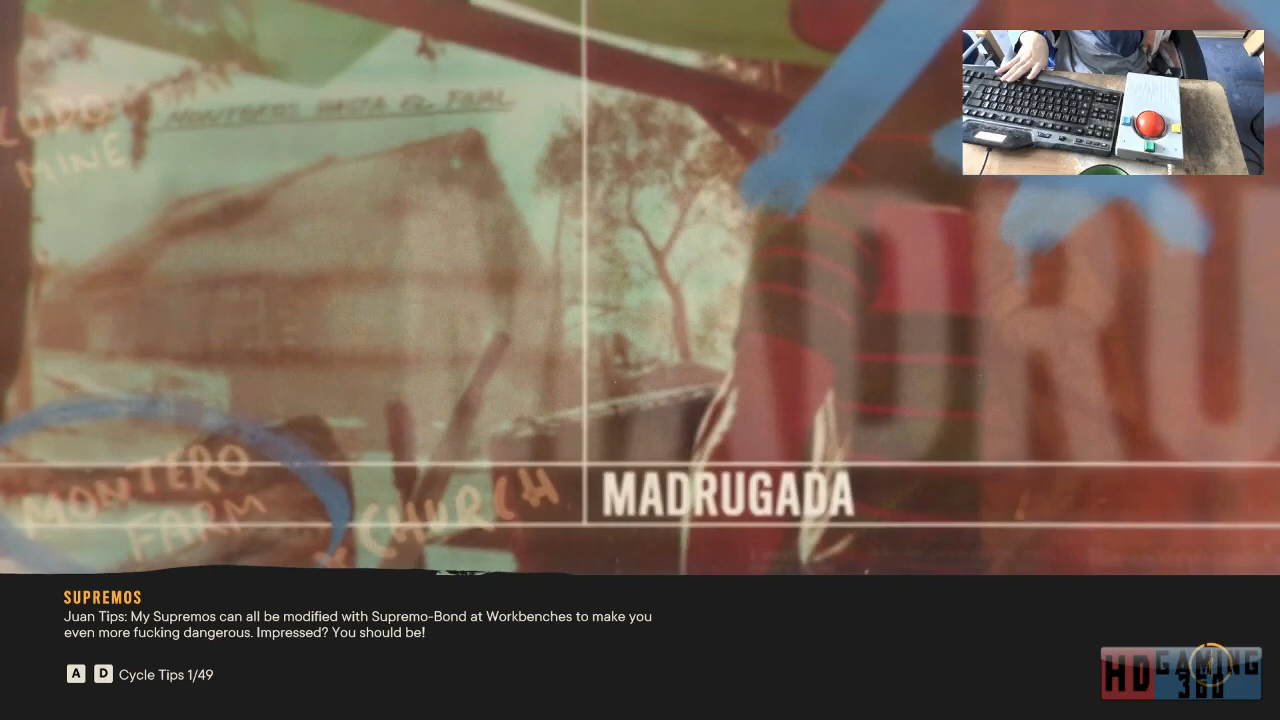 MONTEROS HASTA EL FINAL
MINE
MONTERO
FARM
CHURCH
MADRUGADA
SUPREMOS
Juan Tips: My Supremos can all be modified with Supremo-Bond at Workbenches to make you
even more fucking dangerous. Impressed? You should be!
A D Cycle Tips 1/49
HD GAMING
360